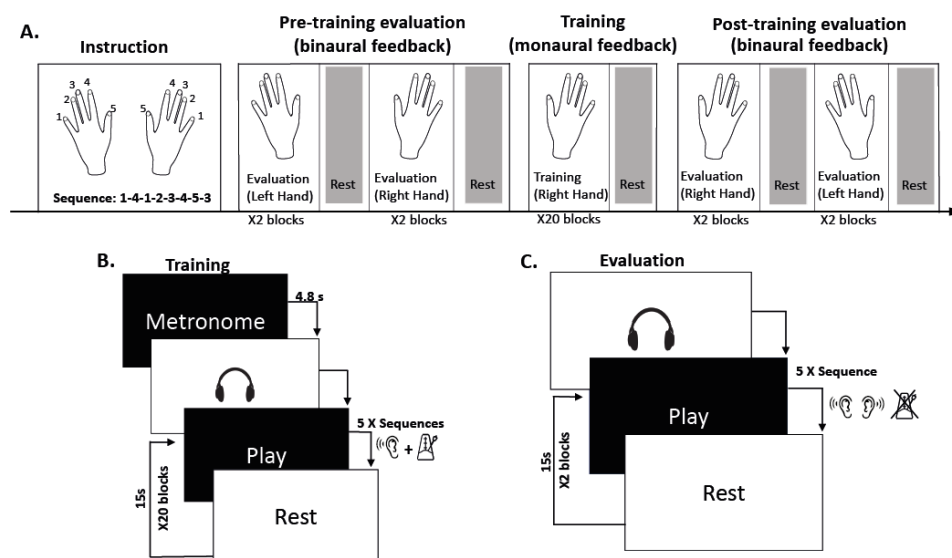 A.
Instruction
3 4 4 3
2 5 5 2
1 1
Sequence: 1-4-1-2-3-4-5-3
Pre-training evaluation
(binaural feedback)
Evaluation
(Left Hand)
Rest
Evaluation
(Right Hand)
Rest
X2 blocks
X2 blocks
Training
(monaural feedback)
Training
(Right Hand)
Rest
X20 blocks
Post-training evaluation
(binaural feedback)
Evaluation
(Right Hand)
Rest
Evaluation
(Left Hand)
Rest
X2 blocks
X2 blocks
B.
Training
Metronome
4.8 s
5 X Sequences
+
Play
15s
X20 blocks
Rest
C.
Evaluation
5 X Sequence
Play
15s
X2 blocks
Rest